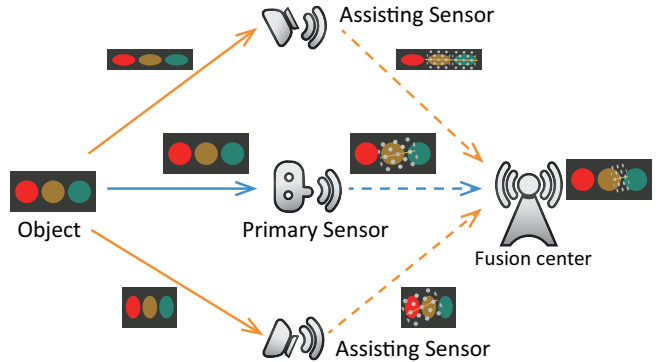 Assisting Sensor
Object
Primary Sensor
Fusion center
Assisting Sensor